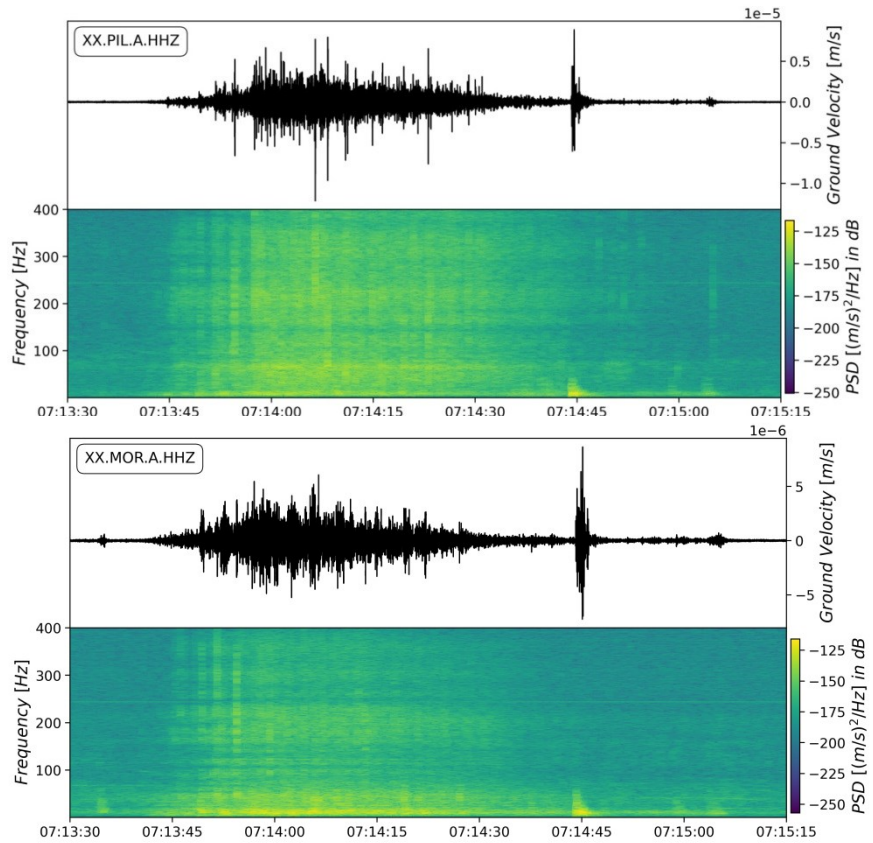 1e-5
XX.PIL.A.HHZ
0.5
0.0
−0.5
−1.0
Ground Velocity [m/s]
400
300
200
100
Frequency [Hz]
−125
−150
−175
−200
−225
−250
PSD [(m/s)²/Hz] in dB
07:13:30 07:13:45 07:14:00 07:14:15 07:14:30 07:14:45 07:15:00 07:15:15
1e-6
XX.MOR.A.HHZ
5
0
−5
Ground Velocity [m/s]
400
300
200
100
Frequency [Hz]
−125
−150
−175
−200
−225
−250
PSD [(m/s)²/Hz] in dB
07:13:30 07:13:45 07:14:00 07:14:15 07:14:30 07:14:45 07:15:00 07:15:15